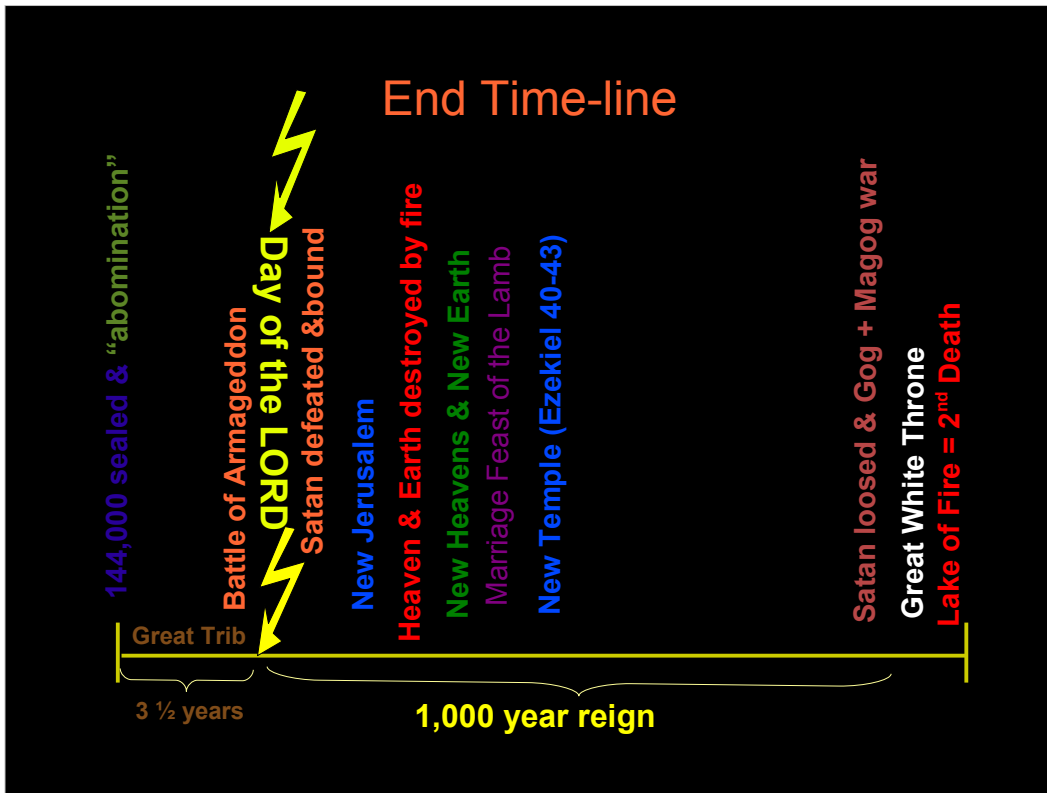 End Time-line
144,000 sealed & “abomination”
Battle of Armageddon
Day of the LORD
Satan defeated &bound
New Jerusalem
Heaven & Earth destroyed by fire
New Heavens & New Earth
Marriage Feast of the Lamb
New Temple (Ezekiel 40-43)
Satan loosed & Gog + Magog war
Great White Throne
Lake of Fire = 2nd Death
Great Trib
3 ½ years
1,000 year reign